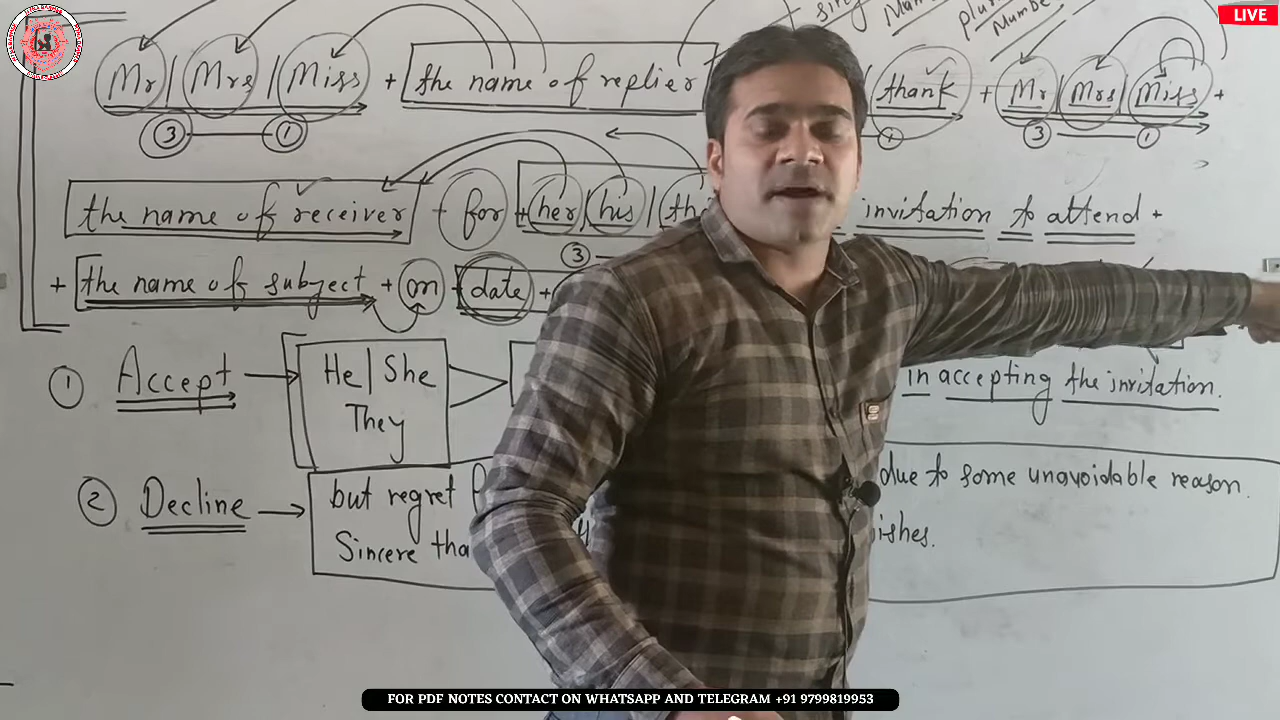 LIVE
Number
Mr / Mrs / Miss + the name of replier / thank + Mr / Mrs / Miss +
3 1 + 3 1
the name of receiver + for + her / his / invitation to attend +
3
+ the name of subject + on + date +
1 Accept He/She in accepting the invitation.
They
2 Decline but regret due to some unavoidable reason.
Sincere
FOR PDF NOTES CONTACT ON WHATSAPP AND TELEGRAM +91 9799819953